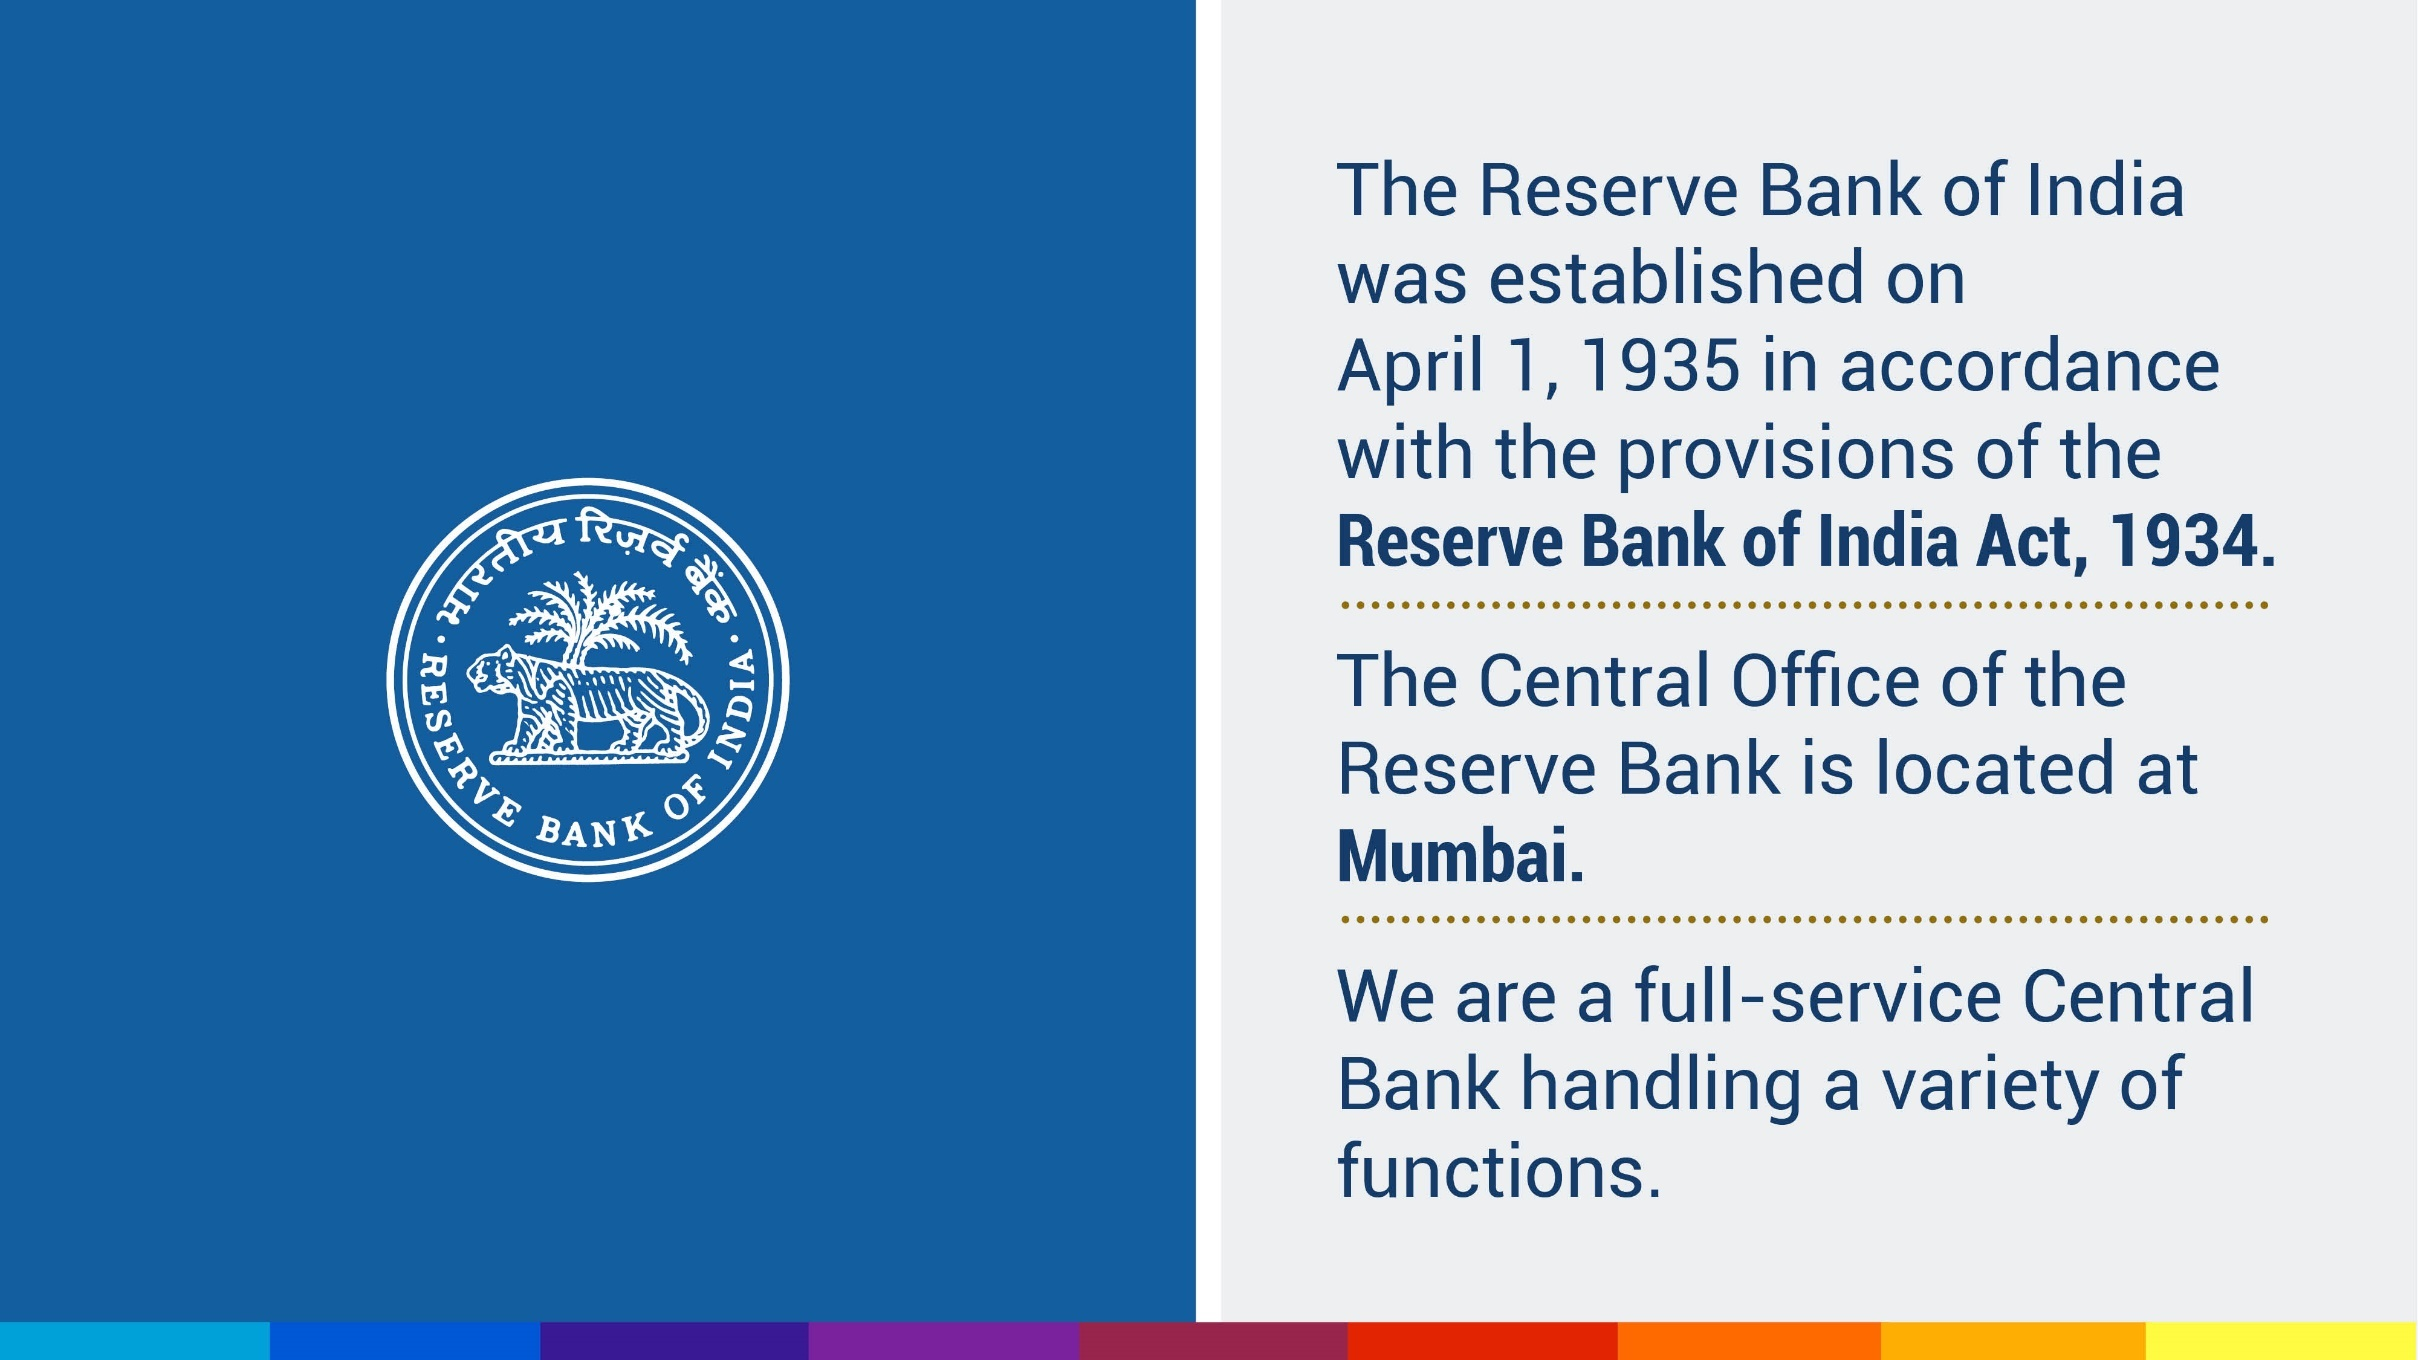 भारतीय रिज़र्व बैंक
RESERVE BANK OF INDIA
The Reserve Bank of India
was established on
April 1, 1935 in accordance
with the provisions of the
Reserve Bank of India Act, 1934.
The Central Office of the
Reserve Bank is located at
Mumbai.
We are a full-service Central
Bank handling a variety of
functions.